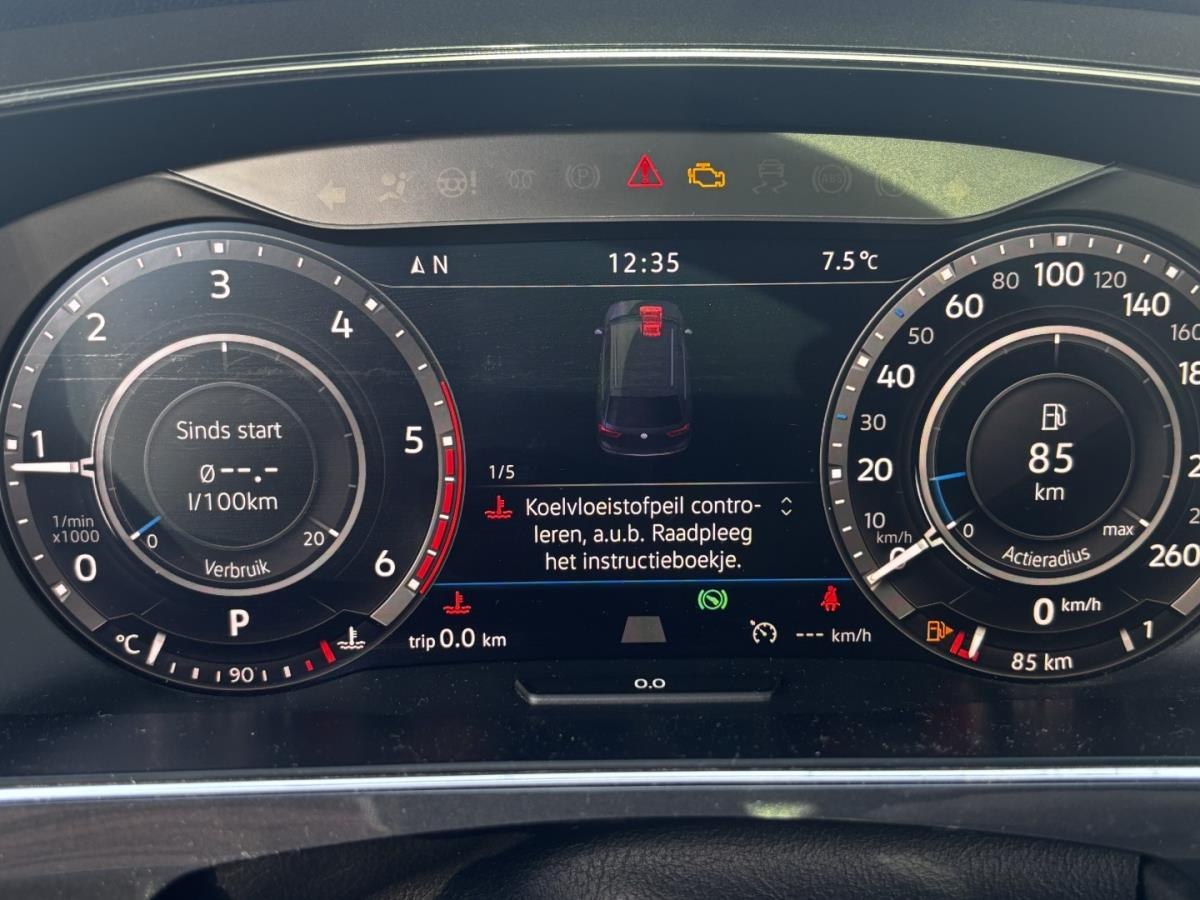 N 12:35 7.5°C
ABS
P
1 2 3 4 5 6
0
1/min
x1000
Sinds start
Ø--.-
l/100km
0 20
Verbruik
P
°C 90
1/5
Koelvloeistofpeil contro-
leren, a.u.b. Raadpleeg
het instructieboekje.
trip 0.0 km
--- km/h
0.0
0 10 20 30 40 50 60 80 100 120 140 160
260
km/h
85
km
0 max
Actieradius
0 km/h
85 km
1